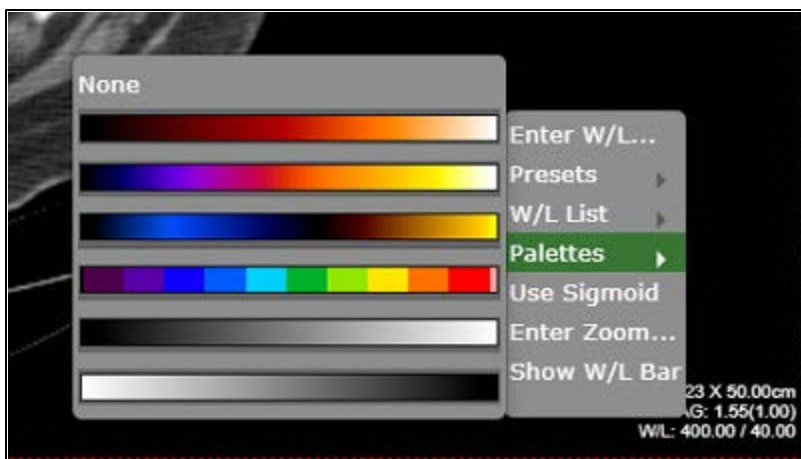 None
Enter W/L...
Presets
W/L List
Palettes
Use Sigmoid
Enter Zoom...
Show W/L Bar
23 X 50.00cm
G: 1.55(1.00)
W/L: 400.00 / 40.00